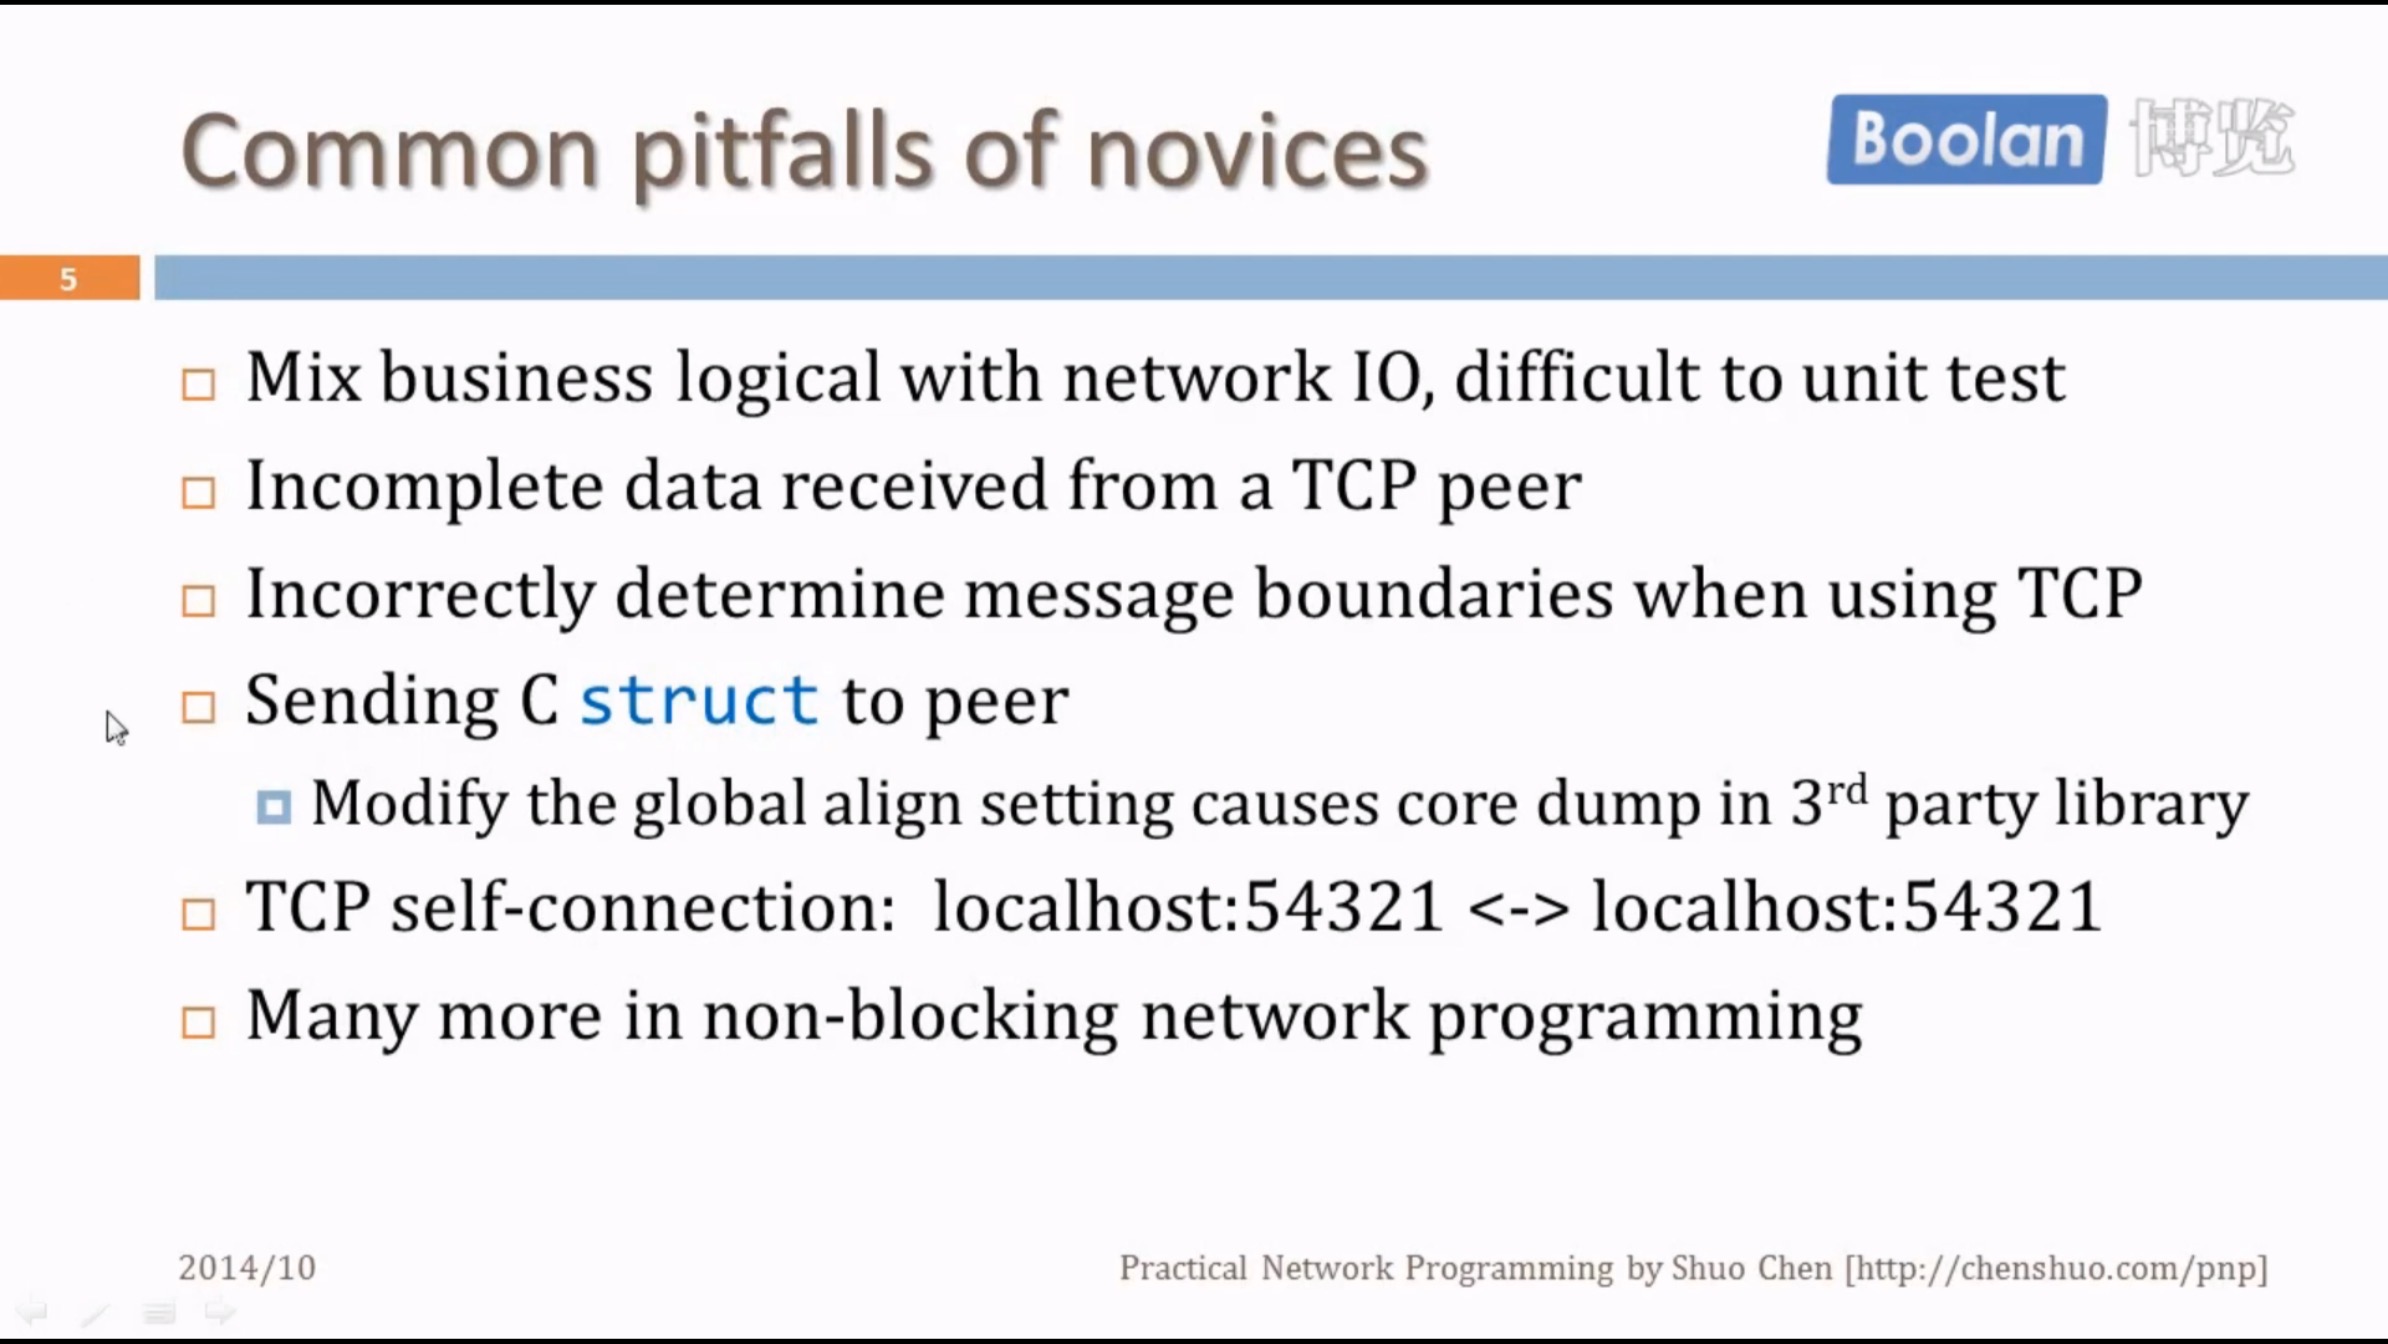 Common pitfalls of novices
Boolan 博览
5
Mix business logical with network IO, difficult to unit test
Incomplete data received from a TCP peer
Incorrectly determine message boundaries when using TCP
Sending C struct to peer
Modify the global align setting causes core dump in 3rd party library
TCP self-connection: localhost:54321 <-> localhost:54321
Many more in non-blocking network programming
2014/10
Practical Network Programming by Shuo Chen [http://chenshuo.com/pnp]